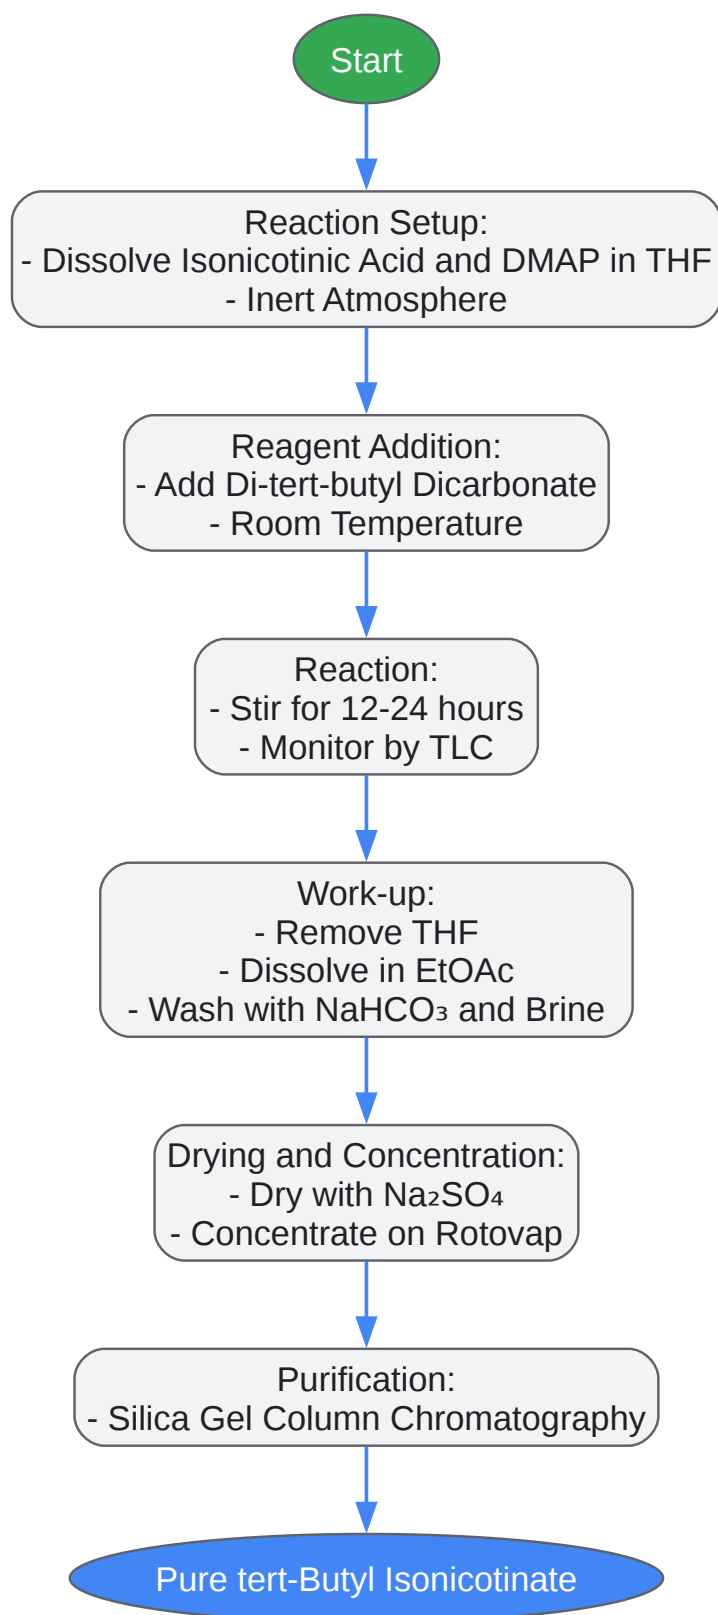 Start
Reaction Setup:
- Dissolve Isonicotinic Acid and DMAP in THF
- Inert Atmosphere
Reagent Addition:
- Add Di-tert-butyl Dicarbonate
- Room Temperature
Reaction:
- Stir for 12-24 hours
- Monitor by TLC
Work-up:
- Remove THF
- Dissolve in EtOAc
- Wash with NaHCO₃ and Brine
Drying and Concentration:
- Dry with Na₂SO₄
- Concentrate on Rotovap
Purification:
- Silica Gel Column Chromatography
Pure tert-Butyl Isonicotinate